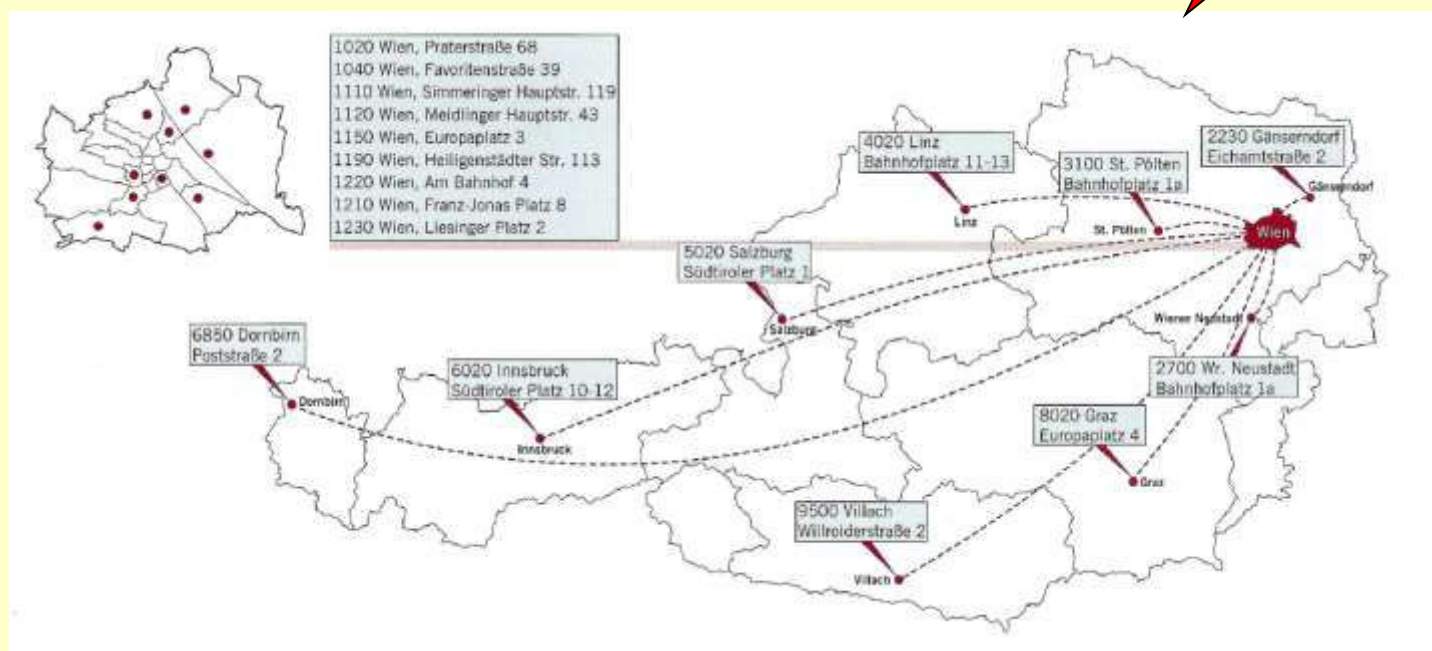 1020 Wien, Praterstraße 68
1040 Wien, Favoritenstraße 39
1110 Wien, Simmeringer Hauptstr. 119
1120 Wien, Meidlinger Hauptstr. 43
1150 Wien, Europaplatz 3
1190 Wien, Heiligenstädter Str. 113
1220 Wien, Am Bahnhof 4
1210 Wien, Franz-Jonas Platz 8
1230 Wien, Liesinger Platz 2
4020 Linz
Bahnhofplatz 11-13
Linz
3100 St. Pölten
Bahnhofplatz 1a
St. Pölten
2230 Gänserndorf
Eichamtstraße 2
Gänserndorf
Wien
5020 Salzburg
Südtiroler Platz 1
Salzburg
6850 Dornbirn
Poststraße 2
Dornbirn
6020 Innsbruck
Südtiroler Platz 10-12
Innsbruck
Wiener Neustadt
2700 Wr. Neustadt
Bahnhofplatz 1a
8020 Graz
Europaplatz 4
Graz
9500 Villach
Willroiderstraße 2
Villach